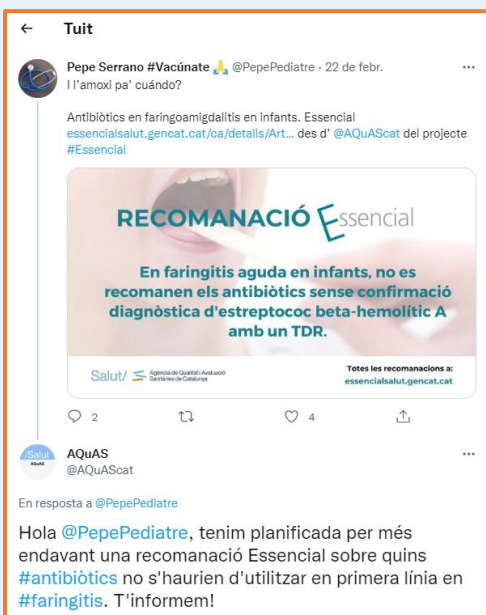 Tuit
Pepe Serrano #Vacúnate 🙏 @PepePediatre · 22 de febr.
I l'amoxi pa' cuándo?
Antibiòtics en faringoamigdalitis en infants. Essencial
essencialsalut.gencat.cat/ca/details/Art... des d' @AQuAScat del projecte
#Essencial
RECOMANACIÓ Essencial
En faringitis aguda en infants, no es
recomanen els antibiòtics sense confirmació
diagnòstica d'estreptococ beta-hemolític A
amb un TDR.
Salut/ Agència de Qualitat i Avaluació
Sanitàries de Catalunya
Totes les recomanacions a:
essencialsalut.gencat.cat
2
4
/Salut
AQuAS
AQuAS
@AQuAScat
En resposta a @PepePediatre
Hola @PepePediatre, tenim planificada per més
endavant una recomanació Essencial sobre quins
#antibiòtics no s'haurien d'utilitzar en primera línia en
#faringitis. T'informem!